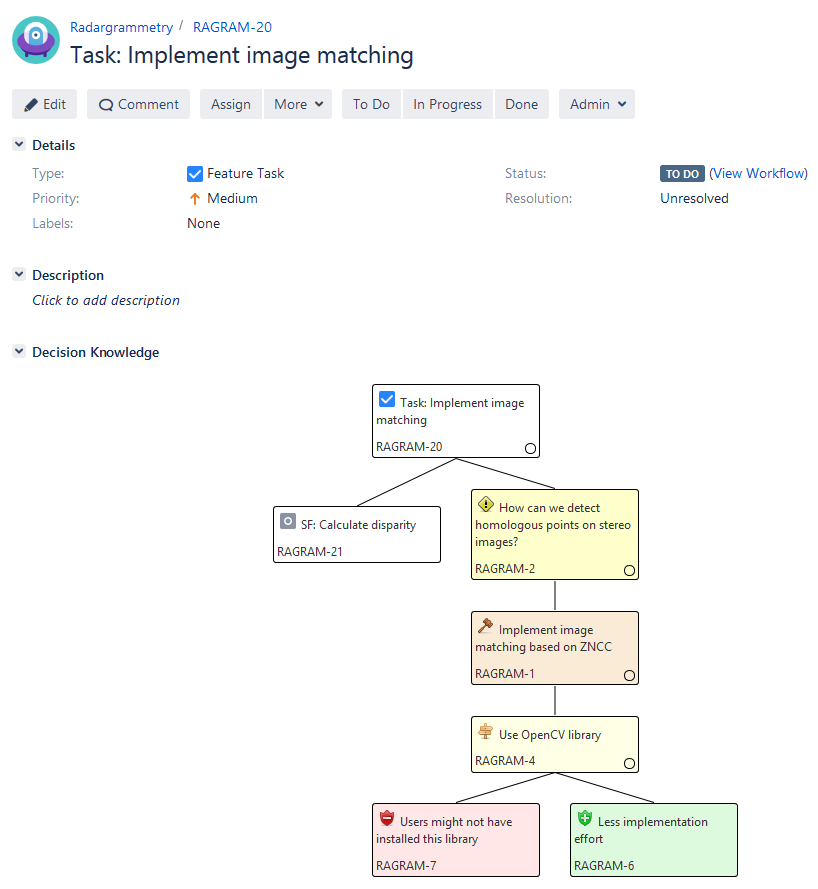 Radargrammetry / RAGRAM-20
Task: Implement image matching
Edit Comment Assign More To Do In Progress Done Admin
Details
Type: Feature Task Status: TO DO (View Workflow)
Priority: Medium Resolution: Unresolved
Labels: None
Description
Click to add description
Decision Knowledge
Task: Implement image
matching
RAGRAM-20
SF: Calculate disparity
RAGRAM-21
How can we detect
homologous points on stereo
images?
RAGRAM-2
Implement image
matching based on ZNCC
RAGRAM-1
Use OpenCV library
RAGRAM-4
Users might not have
installed this library
RAGRAM-7
Less implementation
effort
RAGRAM-6